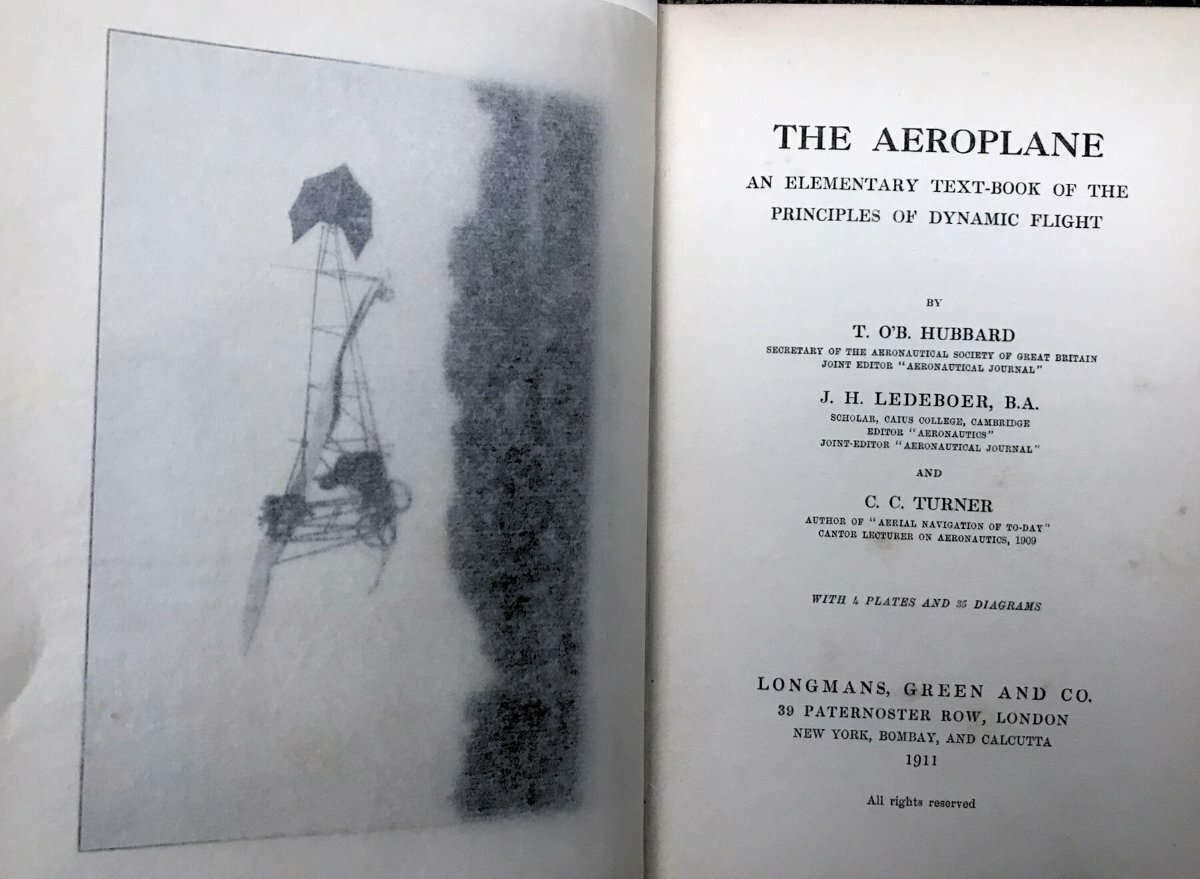 THE AEROPLANE
AN ELEMENTARY TEXT-BOOK OF THE
PRINCIPLES OF DYNAMIC FLIGHT
BY
T. O'B. HUBBARD
SECRETARY OF THE AERONAUTICAL SOCIETY OF GREAT BRITAIN
JOINT EDITOR "AERONAUTICAL JOURNAL"
J. H. LEDEBOER, B.A.
SCHOLAR, CAIUS COLLEGE, CAMBRIDGE
EDITOR "AERONAUTICS"
JOINT-EDITOR "AERONAUTICAL JOURNAL"
AND
C. C. TURNER
AUTHOR OF "AERIAL NAVIGATION OF TO-DAY"
CANTOR LECTURER ON AERONAUTICS, 1909
WITH 4 PLATES AND 35 DIAGRAMS
LONGMANS, GREEN AND CO.
39 PATERNOSTER ROW, LONDON
NEW YORK, BOMBAY, AND CALCUTTA
1911
All rights reserved